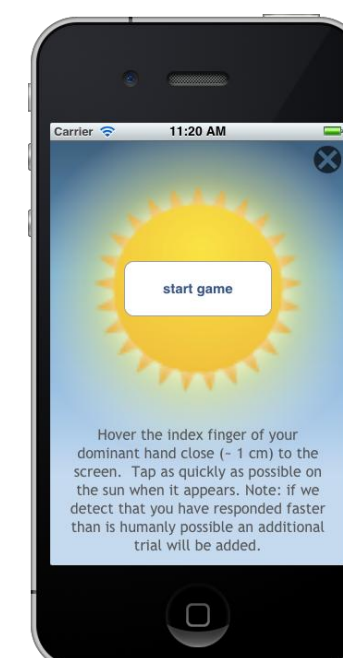 Carrier 11:20 AM
start game
Hover the index finger of your
dominant hand close (~ 1 cm) to the
screen. Tap as quickly as possible on
the sun when it appears. Note: if we
detect that you have responded faster
than is humanly possible an additional
trial will be added.